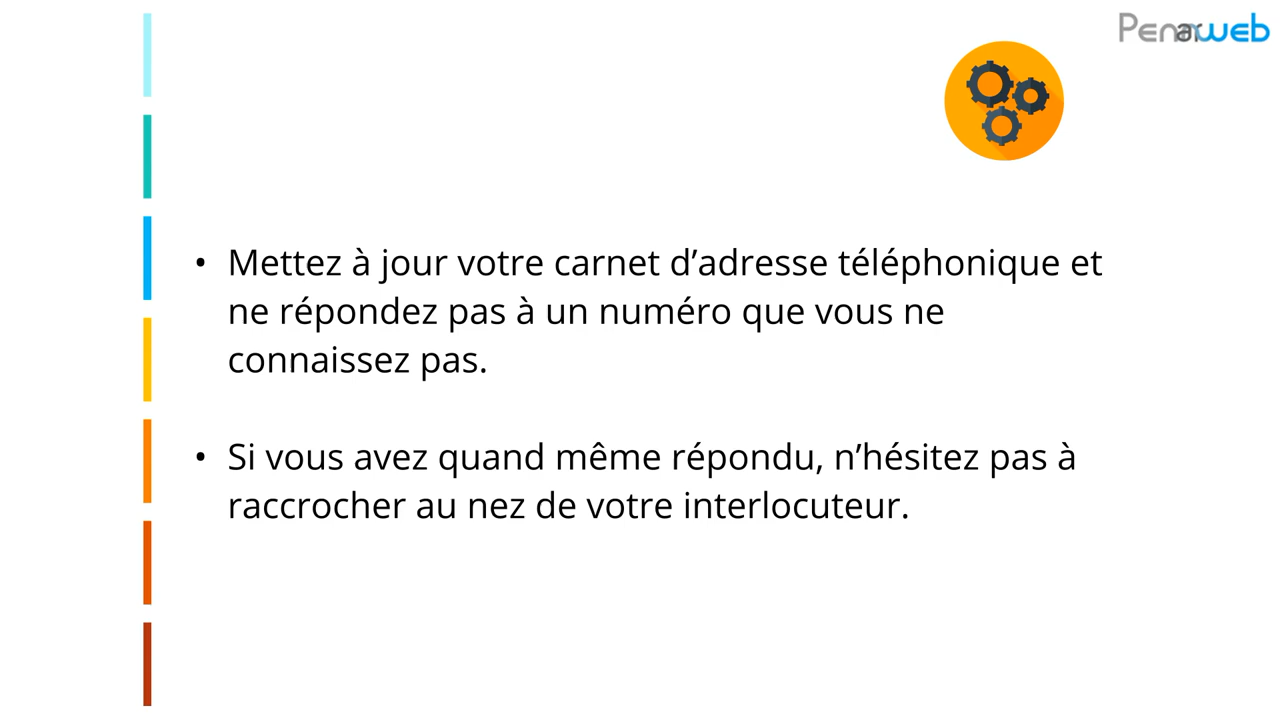 Penarweb
• Mettez à jour votre carnet d’adresse téléphonique et
ne répondez pas à un numéro que vous ne
connaissez pas.
• Si vous avez quand même répondu, n’hésitez pas à
raccrocher au nez de votre interlocuteur.